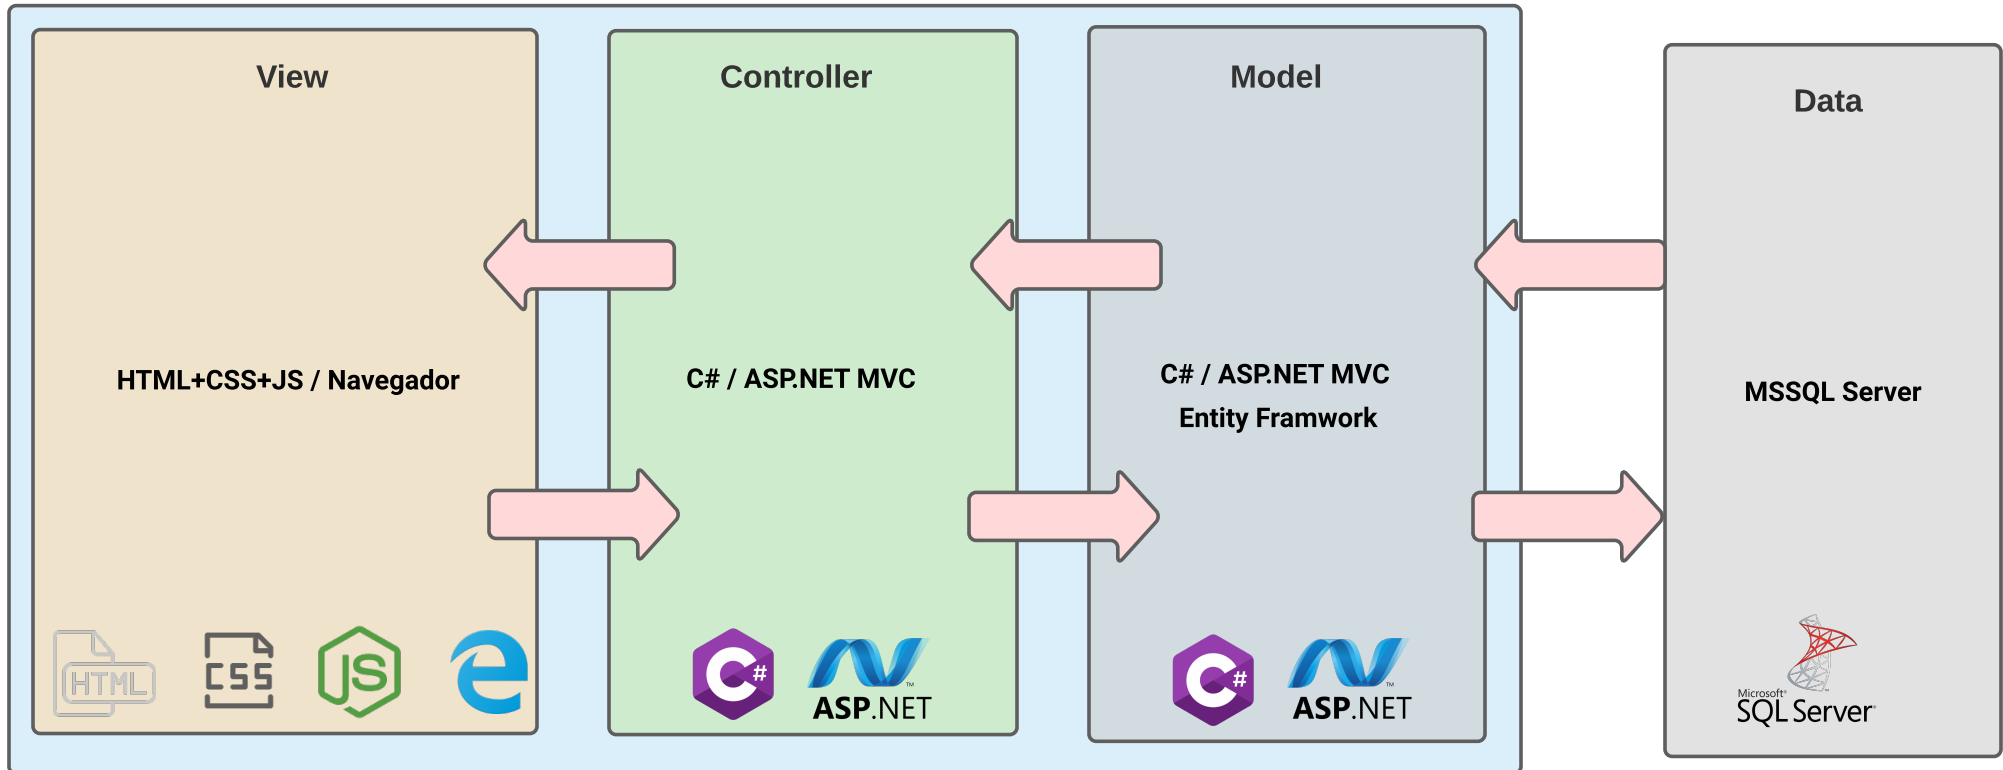 View
Controller
Model
Data
HTML+CSS+JS / Navegador
C# / ASP.NET MVC
C# / ASP.NET MVC
Entity Framwork
MSSQL Server
HTML
CSS
JS
C#
ASP.NET
C#
ASP.NET
Microsoft®
SQL Server®